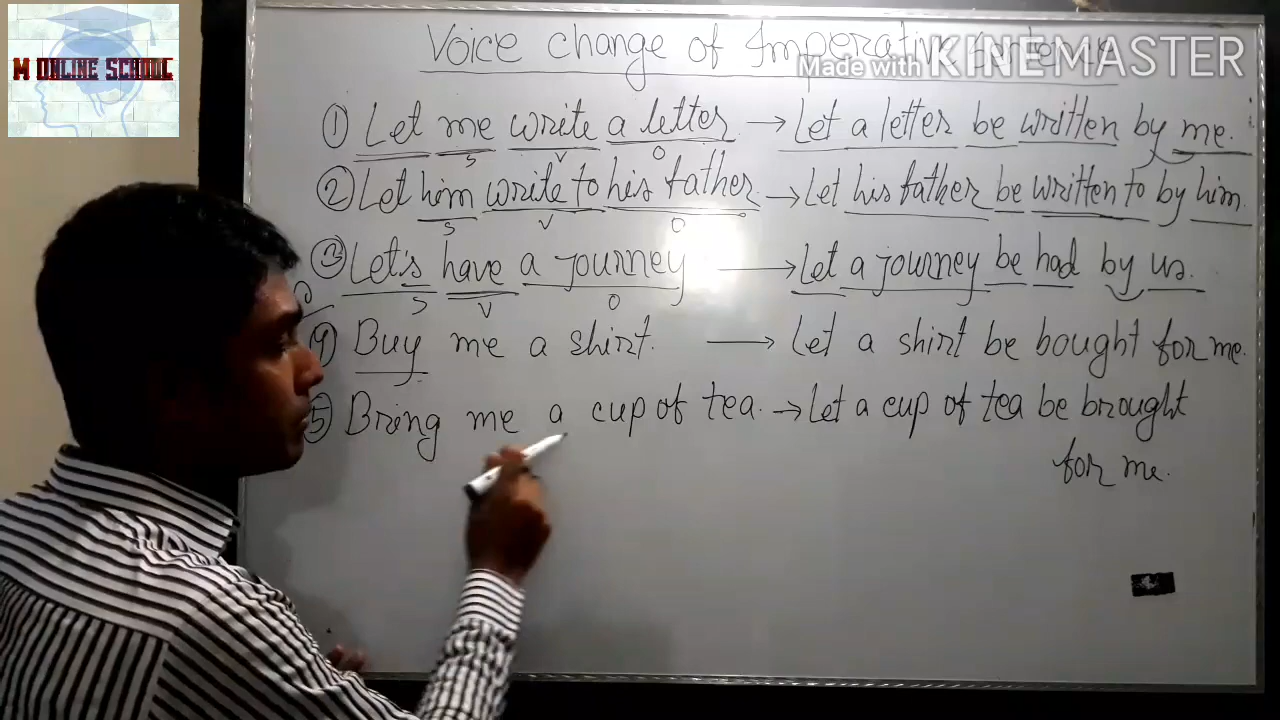 M ONLINE SCHOOL
Voice change of Imperative
Made with KINEMASTER
① Let me write a letter → Let a letter be written by me.
S V O
② Let him write to his father. → Let his father be written to by him.
S V O
③ Let's have a journey → Let a journey be had by us.
S V O
④ Buy me a shirt. → Let a shirt be bought for me.
⑤ Bring me a cup of tea. → Let a cup of tea be brought
for me.